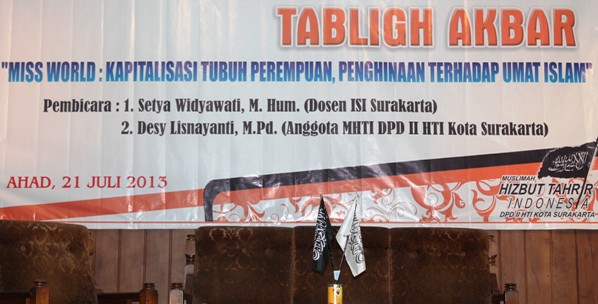 TABLIGH AKBAR
"MISS WORLD : KAPITALISASI TUBUH PEREMPUAN, PENGHINAAN TERHADAP UMAT ISLAM"
Pembicara : 1. Setya Widyawati, M. Hum. (Dosen ISI Surakarta)
2. Desy Lisnayanti, M.Pd. (Anggota MHTI DPD II HTI Kota Surakarta)
AHAD, 21 JULI 2013
MUSLIMAH
HIZBUT TAHRIR
INDONESIA
DPD II HTI KOTA SURAKARTA